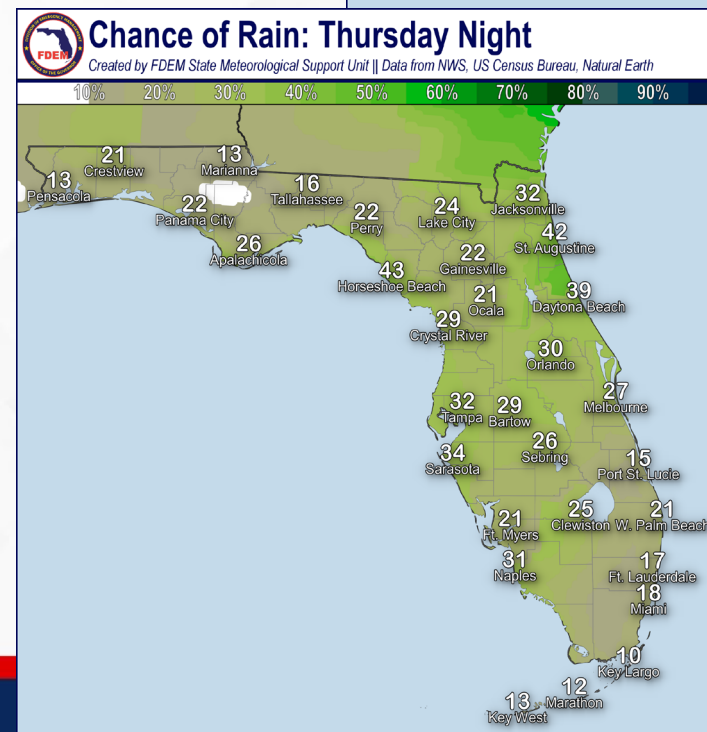 FDEM
Chance of Rain: Thursday Night
Created by FDEM State Meteorological Support Unit || Data from NWS, US Census Bureau, Natural Earth
10% 20% 30% 40% 50% 60% 70% 80% 90%
13
Pensacola
21
Crestview
13
Marianna
22
Panama City
16
Tallahassee
26
Apalachicola
22
Perry
24
Lake City
32
Jacksonville
42
St. Augustine
22
Gainesville
43
Horseshoe Beach
21
Ocala
39
Daytona Beach
29
Crystal River
30
Orlando
27
Melbourne
32
Tampa
29
Bartow
26
Sebring
34
Sarasota
15
Port St. Lucie
21
Ft. Myers
25
Clewiston
21
W. Palm Beach
31
Naples
17
Ft. Lauderdale
18
Miami
10
Key Largo
12
Marathon
13
Key West